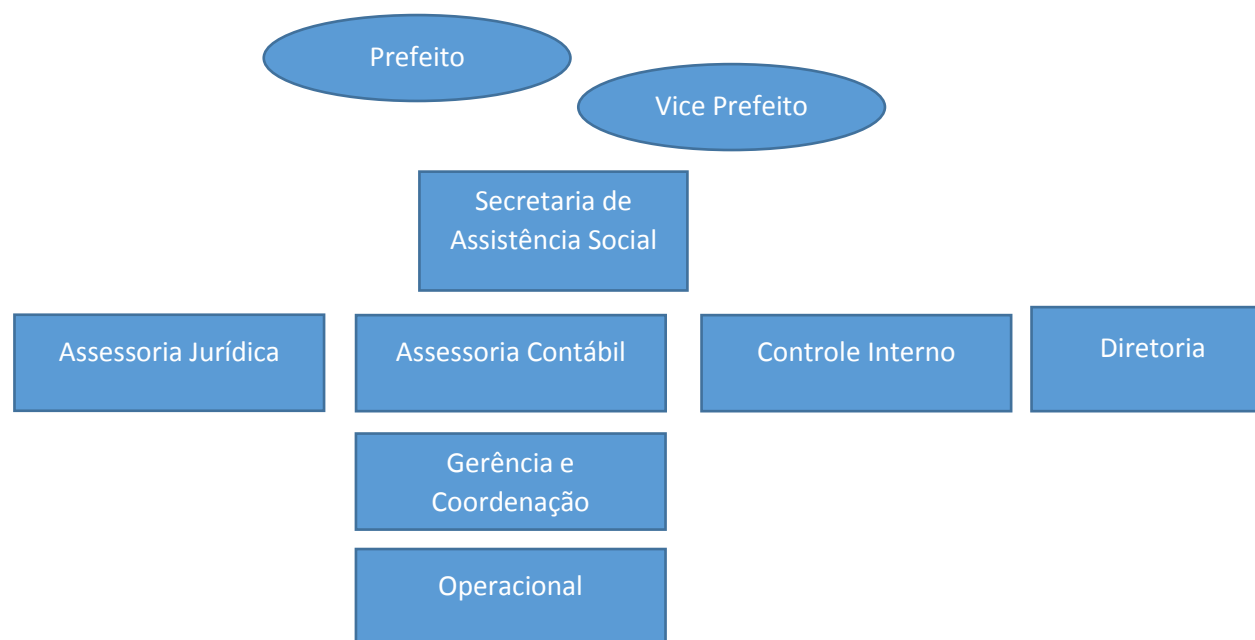 Prefeito
Vice Prefeito
Secretaria de
Assistência Social
Assessoria Jurídica
Assessoria Contábil
Controle Interno
Diretoria
Gerência e
Coordenação
Operacional